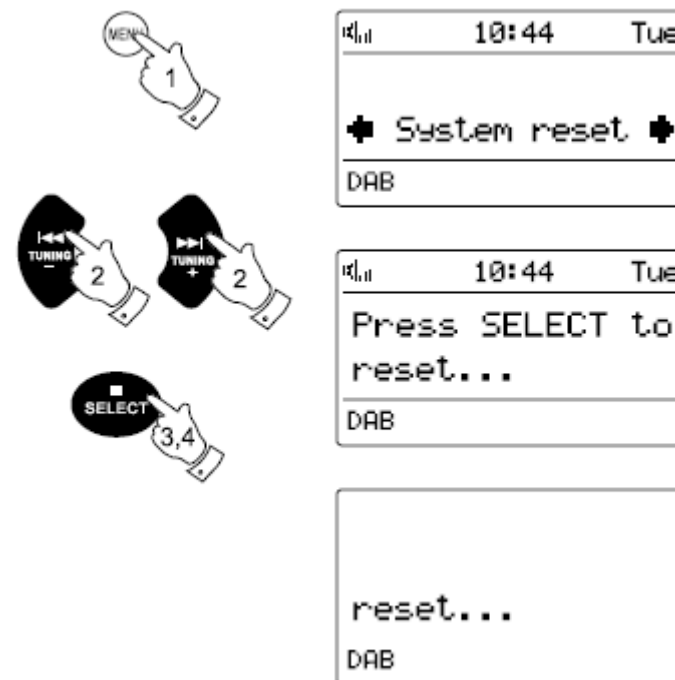 MENU
1
TUNING
−
2
TUNING
+
2
SELECT
3,4
10:44 Tue
System reset
DAB
10:44 Tue
Press SELECT to
reset...
DAB
reset...
DAB